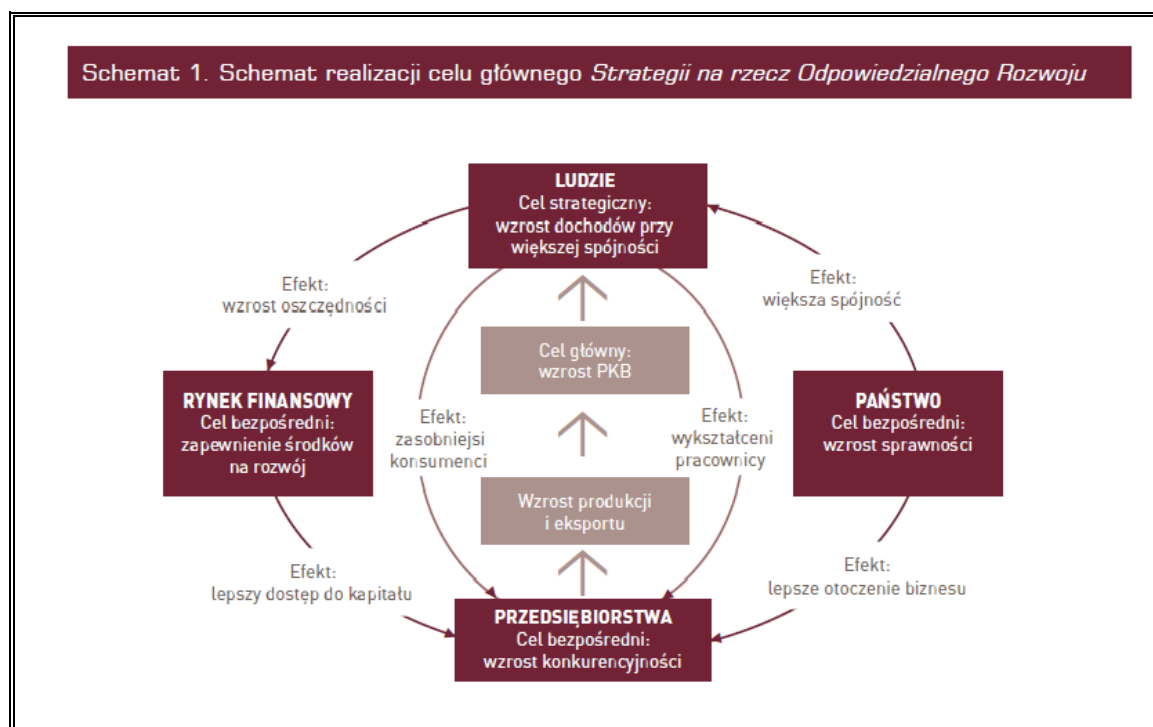 Schemat 1. Schemat realizacji celu głównego Strategii na rzecz Odpowiedzialnego Rozwoju
LUDZIE
Cel strategiczny:
wzrost dochodów przy
większej spójności
Efekt:
wzrost oszczędności
Efekt:
większa spójność
Cel główny:
wzrost PKB
RYNEK FINANSOWY
Cel bezpośredni:
zapewnienie środków
na rozwój
Efekt:
zasobniejsi
konsumenci
Efekt:
wykształceni
pracownicy
PAŃSTWO
Cel bezpośredni:
wzrost sprawności
Wzrost produkcji
i eksportu
Efekt:
lepszy dostęp do kapitału
Efekt:
lepsze otoczenie biznesu
PRZEDSIĘBIORSTWA
Cel bezpośredni:
wzrost konkurencyjności